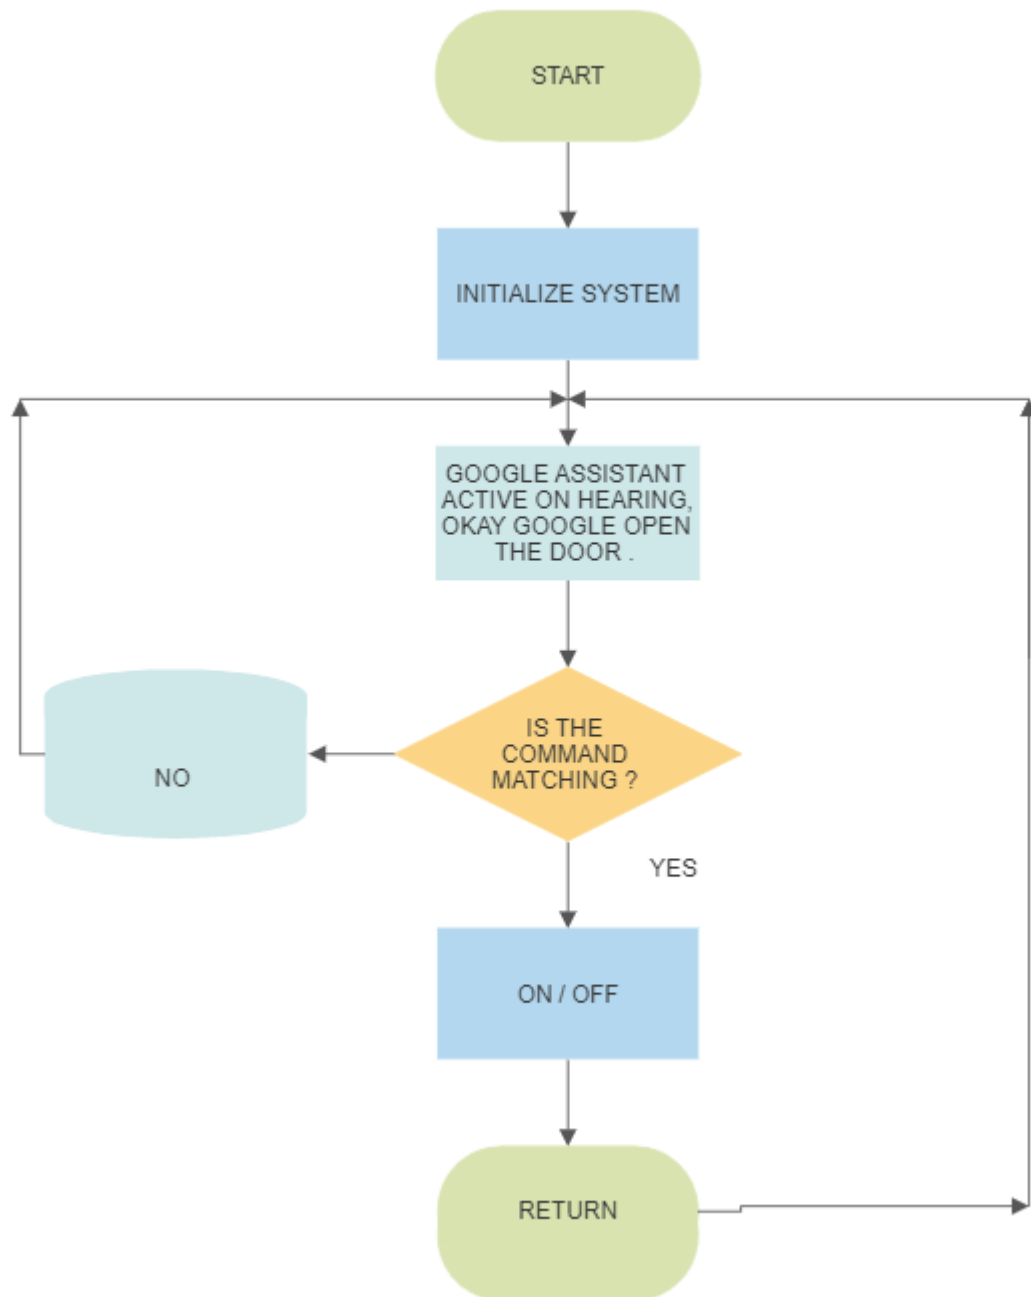 START
INITIALIZE SYSTEM
GOOGLE ASSISTANT
ACTIVE ON HEARING,
OKAY GOOGLE OPEN
THE DOOR .
IS THE
COMMAND
MATCHING ?
NO
YES
ON / OFF
RETURN